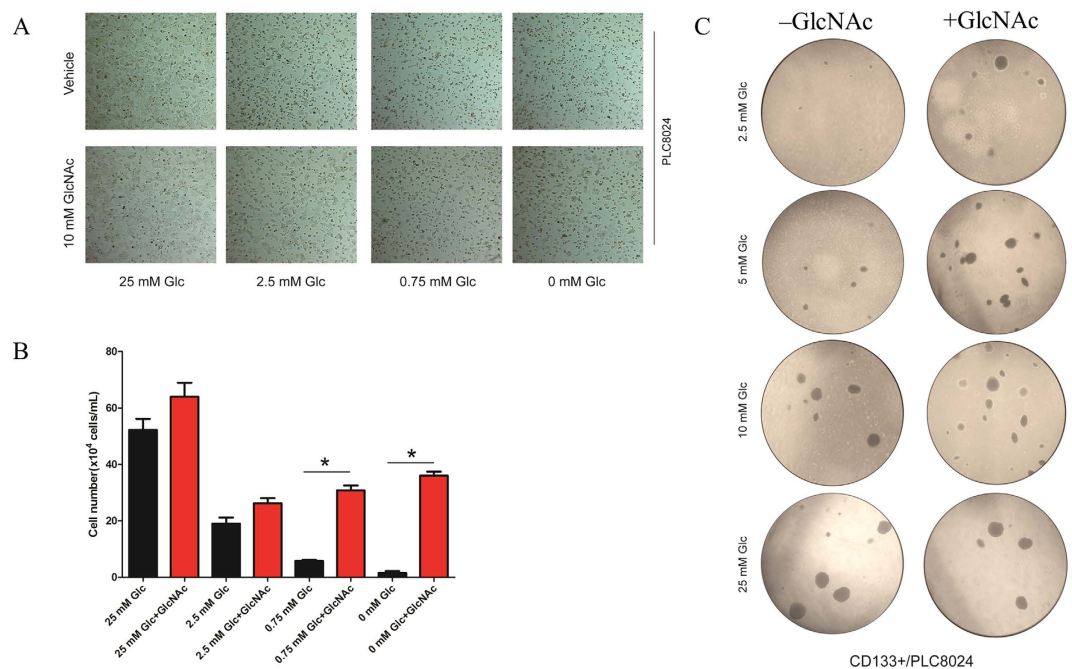 A
Vehicle
10 mM GlcNAc
25 mM Glc
2.5 mM Glc
0.75 mM Glc
0 mM Glc
PLC8024
B
Cell number(x10⁴ cells/mL)
80
60
40
20
0
*
*
25 mM Glc
25 mM Glc+GlcNAc
2.5 mM Glc
2.5 mM Glc+GlcNAc
0.75 mM Glc
0.75 mM Glc+GlcNAc
0 mM Glc
0 mM Glc+GlcNAc
C
–GlcNAc
+GlcNAc
2.5 mM Glc
5 mM Glc
10 mM Glc
25 mM Glc
CD133+/PLC8024